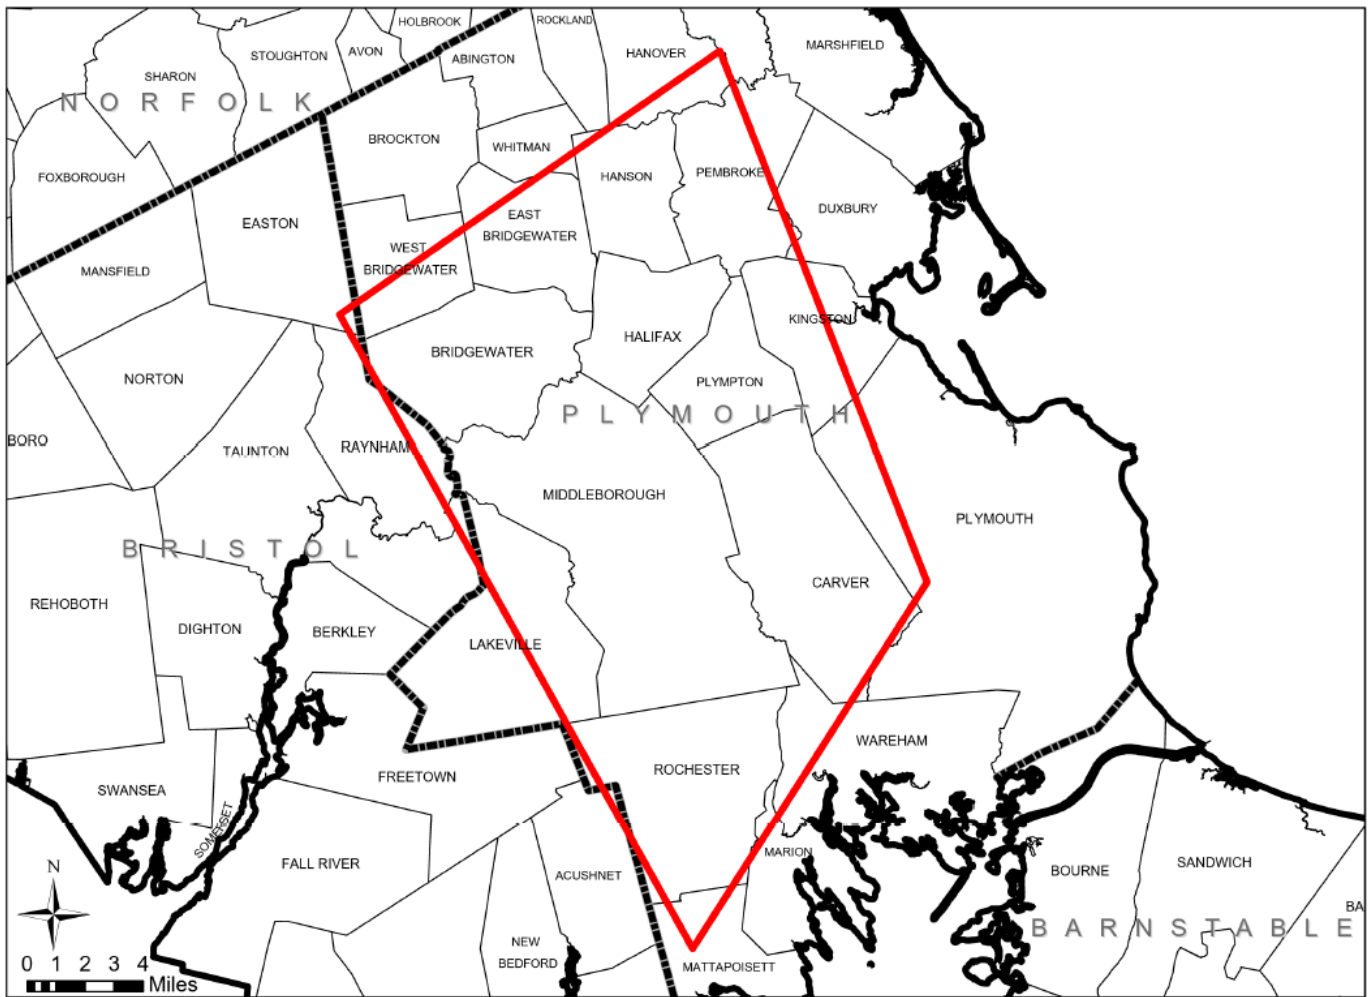 HOLBROOK
ROCKLAND
STOUGHTON
AVON
ABINGTON
HANOVER
MARSHFIELD
SHARON
NORFOLK
BROCKTON
WHITMAN
FOXBOROUGH
HANSON
PEMBROKE
EASTON
EAST
BRIDGEWATER
DUXBURY
WEST
BRIDGEWATER
MANSFIELD
KINGSTON
HALIFAX
BRIDGEWATER
NORTON
PLYMPTON
PLYMOUTH
BORO
TAUNTON
RAYNHAM
MIDDLEBOROUGH
PLYMOUTH
BRISTOL
CARVER
REHOBOTH
DIGHTON
BERKLEY
LAKEVILLE
WAREHAM
ROCHESTER
FREETOWN
SWANSEA
SOMERSET
FALL RIVER
MARION
ACUSHNET
BOURNE
SANDWICH
N
BA
BARNSTABLE
NEW
BEDFORD
MATTAPOISETT
0 1 2 3 4
Miles